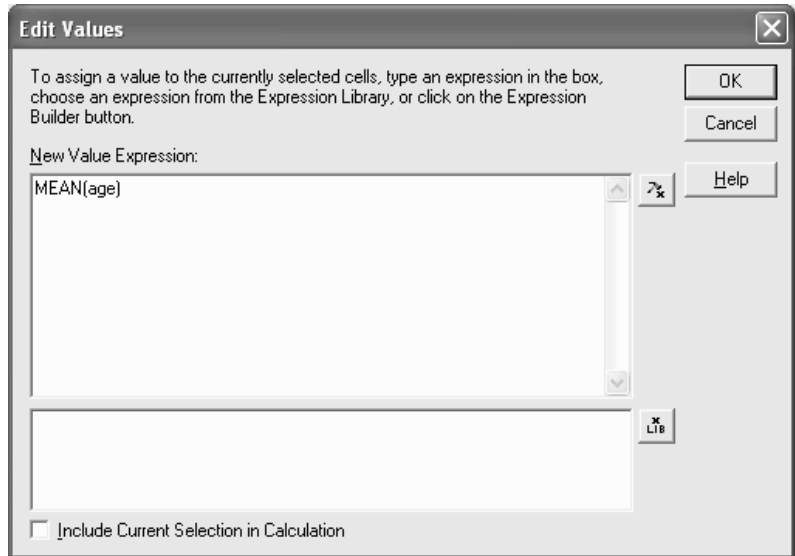 Edit Values
To assign a value to the currently selected cells, type an expression in the box,
choose an expression from the Expression Library, or click on the Expression
Builder button.
OK
Cancel
Help
New Value Expression:
MEAN(age)
7x
x
LIB
Include Current Selection in Calculation